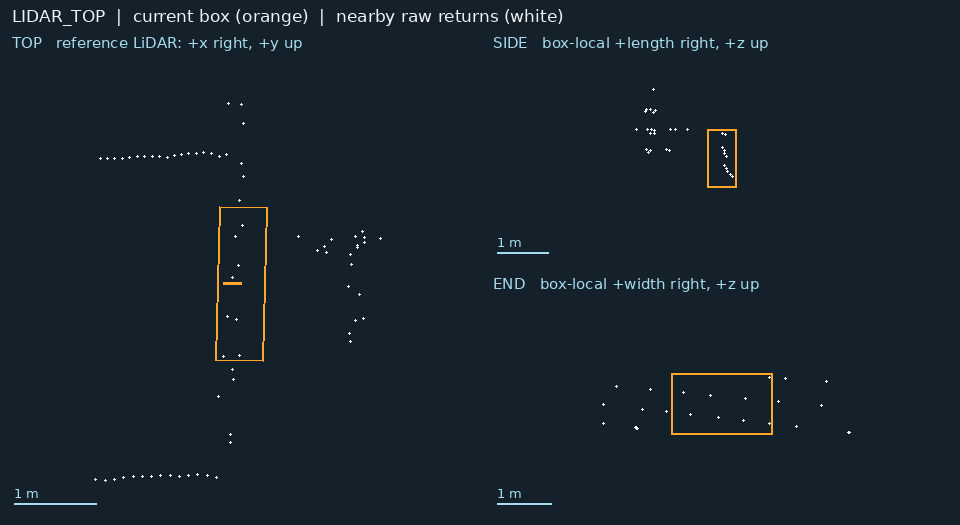 LIDAR_TOP | current box (orange) | nearby raw returns (white)
TOP reference LiDAR: +x right, +y up
SIDE box-local +length right, +z up
1 m
END box-local +width right, +z up
1 m
1 m